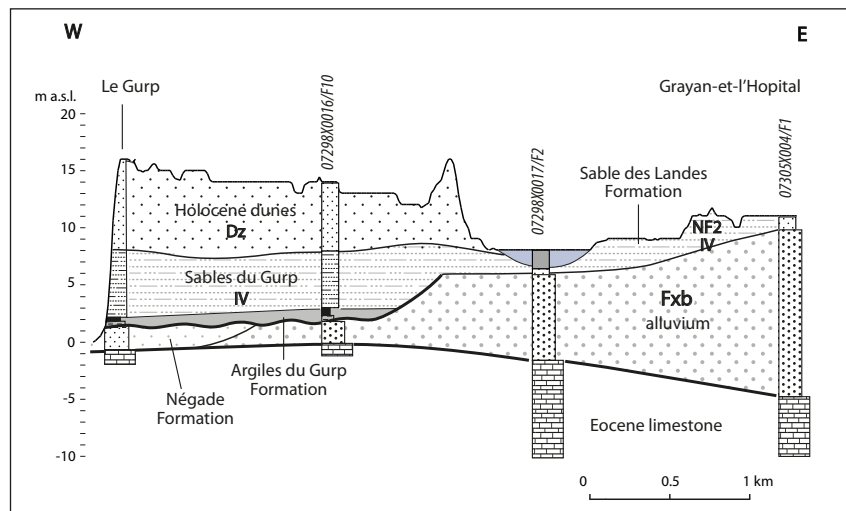 W
E
Le Gurp
07298X0016/F10
Grayan-et-l'Hopital
m a.s.l.
07298X0017/F2
07305X004/F1
20
15
10
5
0
-5
-10
Sable des Landes
Formation
Holocene dunes
Dz
NF2
IV
Sables du Gurp
IV
Fxb
alluvium
Argiles du Gurp
Formation
Négade
Formation
Eocene limestone
0
0.5
1 km